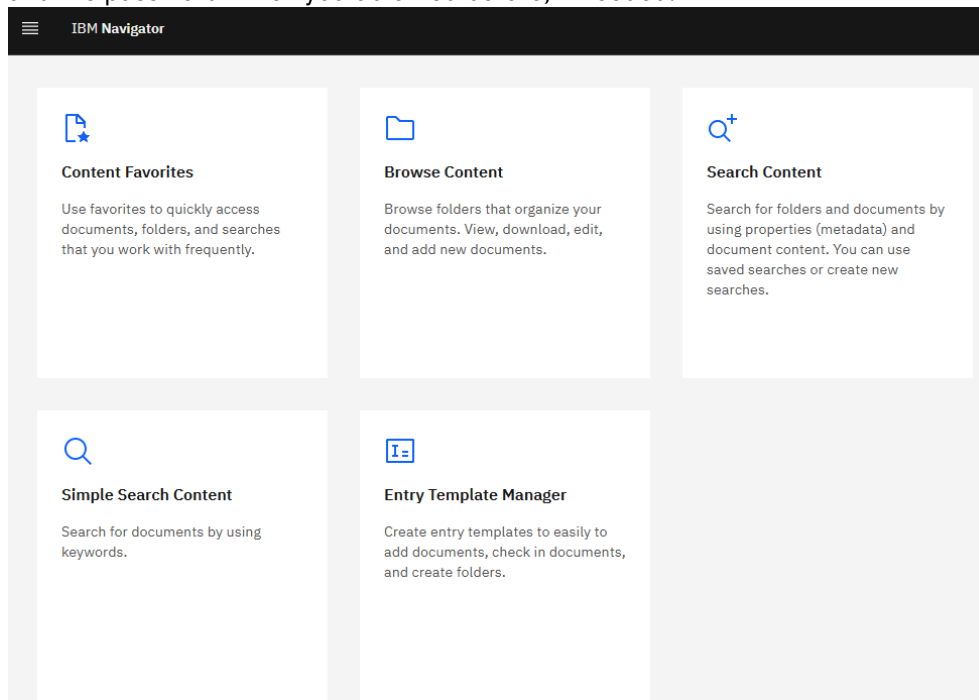 IBM Navigator
Content Favorites
Use favorites to quickly access
documents, folders, and searches
that you work with frequently.
Browse Content
Browse folders that organize your
documents. View, download, edit,
and add new documents.
Search Content
Search for folders and documents by
using properties (metadata) and
document content. You can use
saved searches or create new
searches.
Simple Search Content
Search for documents by using
keywords.
Entry Template Manager
Create entry templates to easily to
add documents, check in documents,
and create folders.